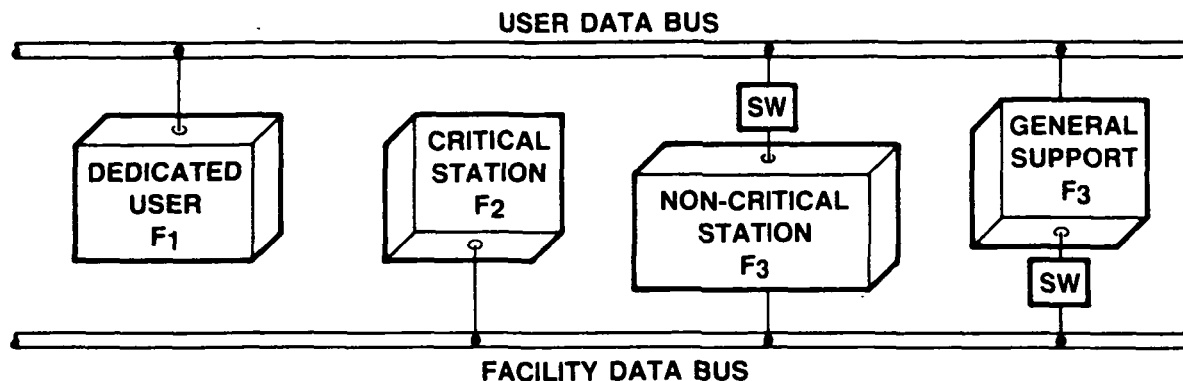 USER DATA BUS
DEDICATED
USER
F1
CRITICAL
STATION
F2
SW
NON-CRITICAL
STATION
F3
GENERAL
SUPPORT
F3
SW
FACILITY DATA BUS